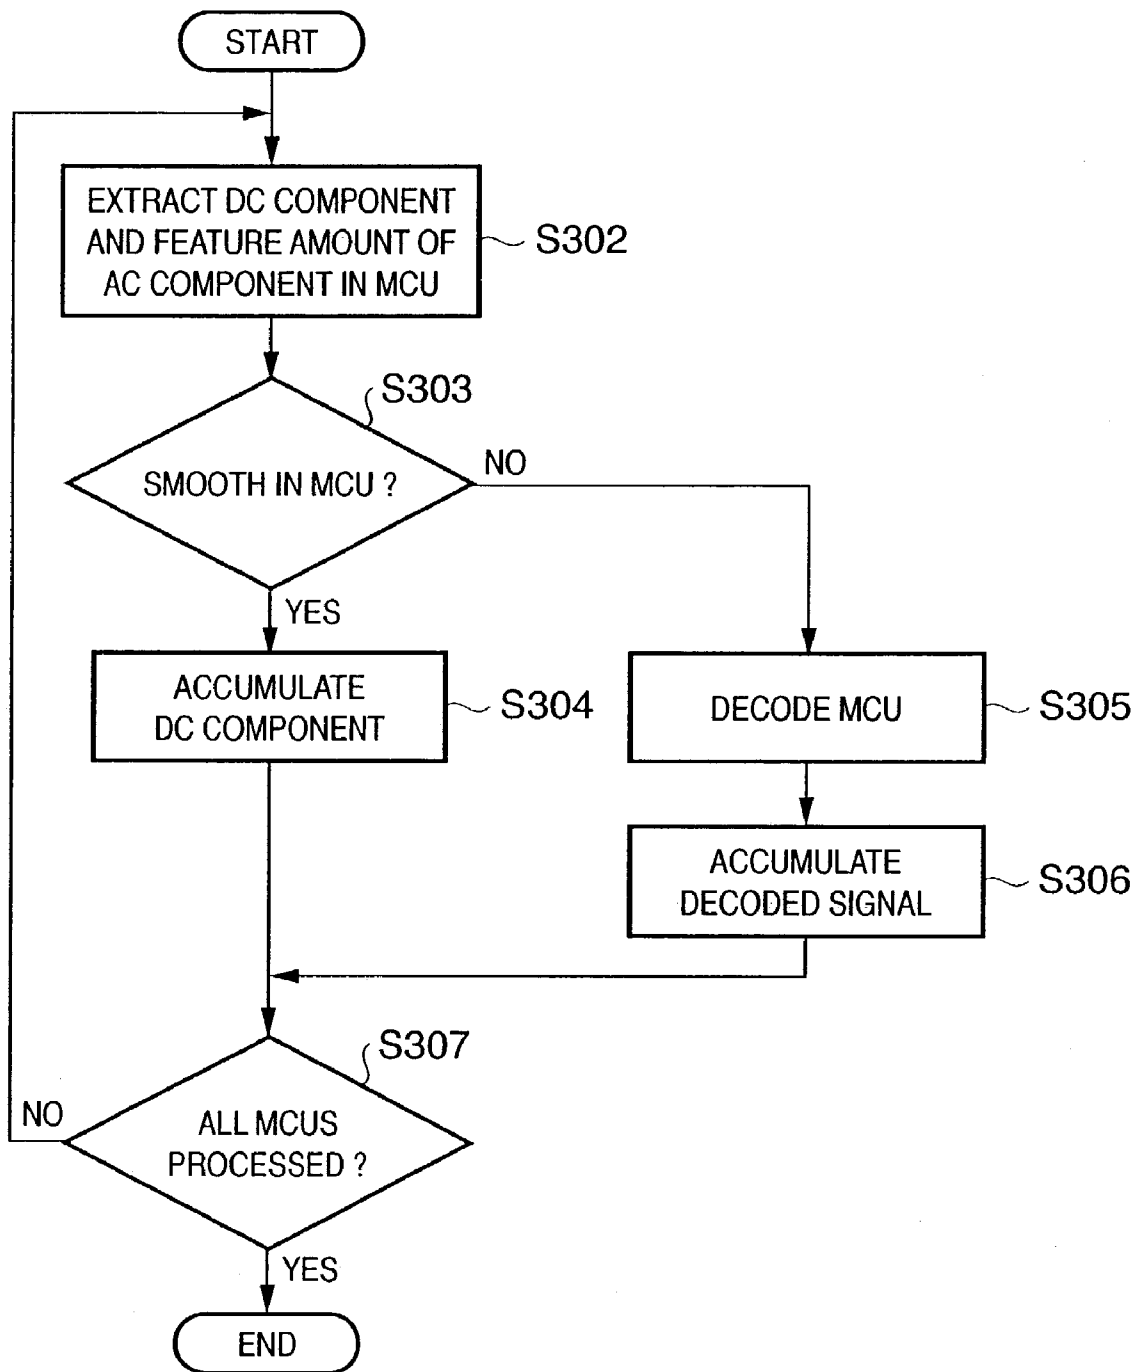 START
EXTRACT DC COMPONENT
AND FEATURE AMOUNT OF
AC COMPONENT IN MCU
S302
S303
SMOOTH IN MCU ?
NO
YES
ACCUMULATE
DC COMPONENT
S304
DECODE MCU
S305
ACCUMULATE
DECODED SIGNAL
S306
S307
ALL MCUS
PROCESSED ?
NO
YES
END